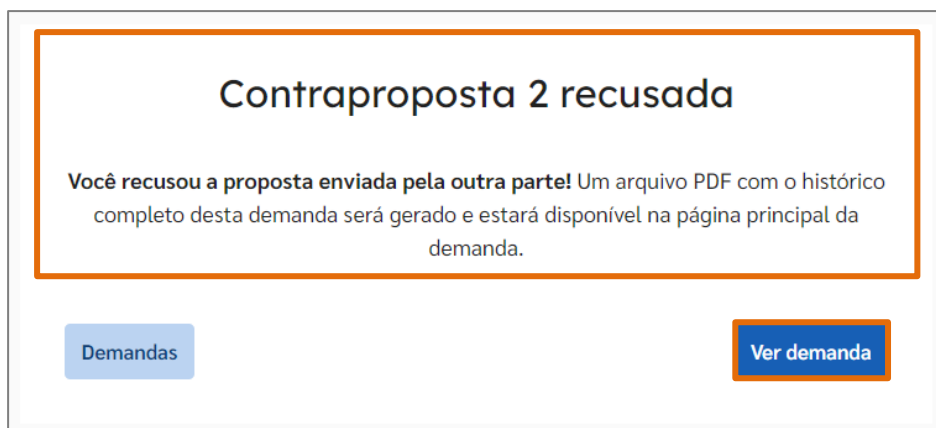 Contraproposta 2 recusada
Você recusou a proposta enviada pela outra parte! Um arquivo PDF com o histórico
completo desta demanda será gerado e estará disponível na página principal da
demanda.
Demandas
Ver demanda